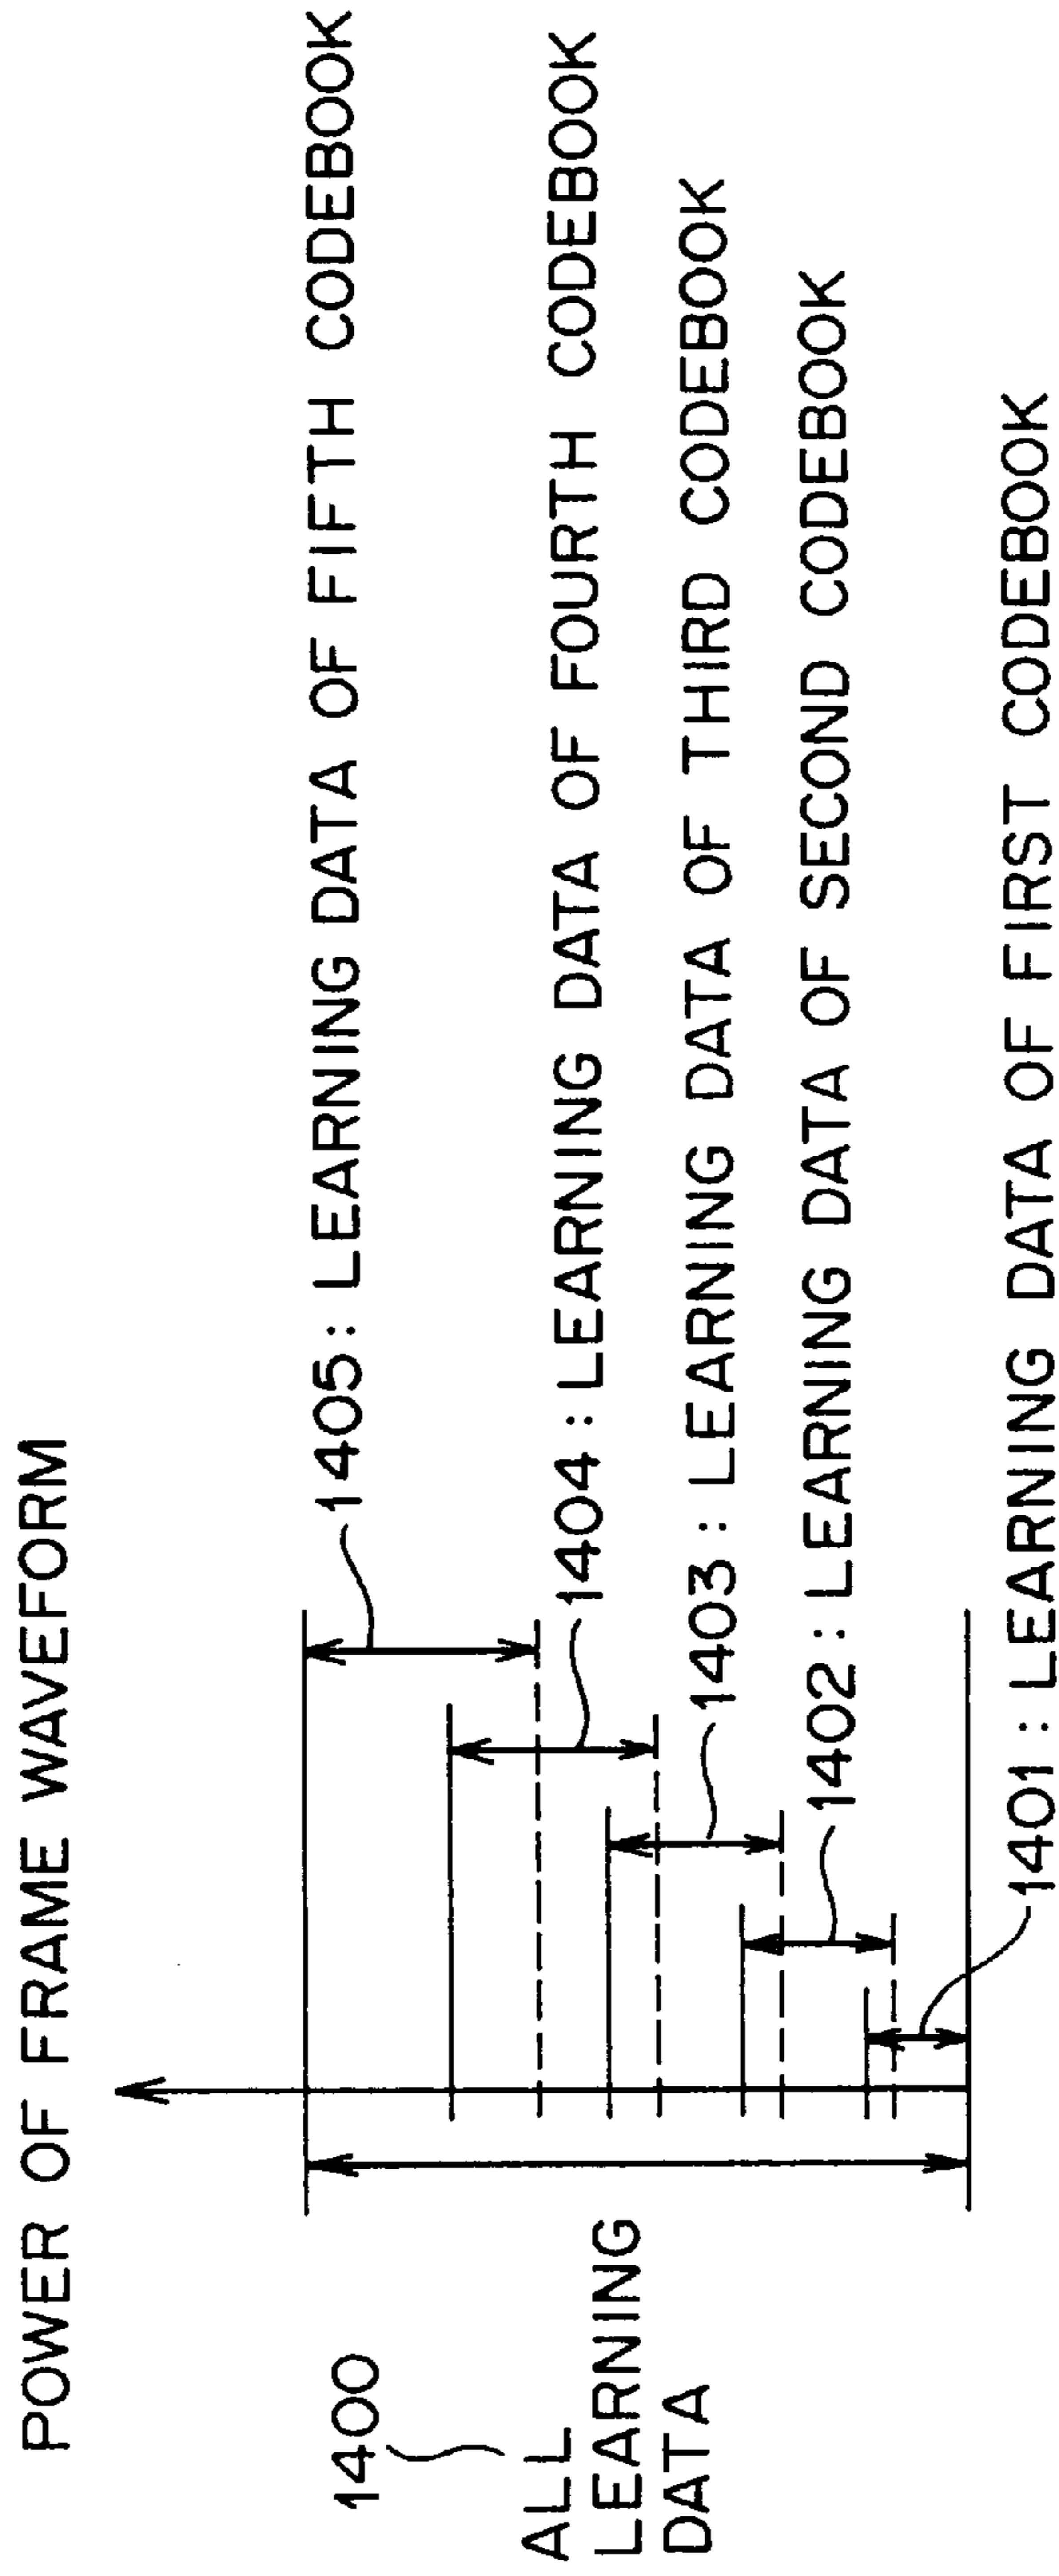 POWER OF FRAME WAVEFORM
1405 : LEARNING DATA OF FIFTH CODEBOOK
1400
ALL
LEARNING
DATA
1404 : LEARNING DATA OF FOURTH CODEBOOK
1403 : LEARNING DATA OF THIRD CODEBOOK
1402 : LEARNING DATA OF SECOND CODEBOOK
1401 : LEARNING DATA OF FIRST CODEBOOK